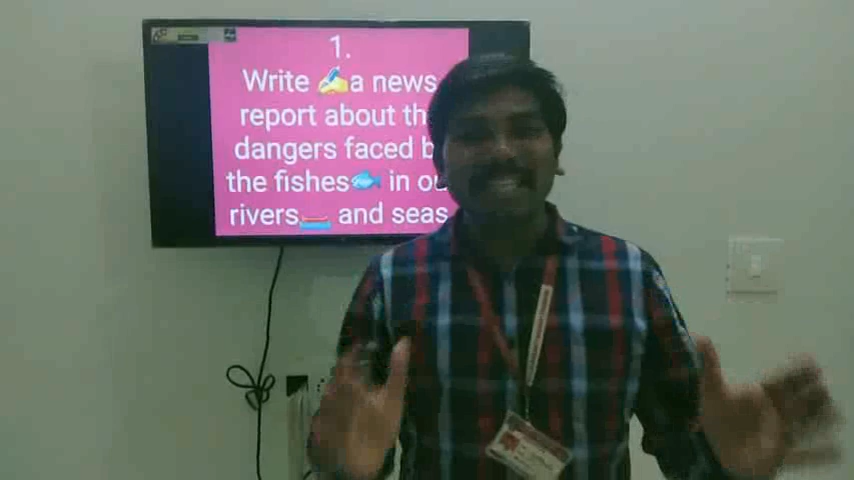 1.
Write ✍a news
report about th
dangers faced b
the fishes🐟 in ou
rivers🚣 and seas